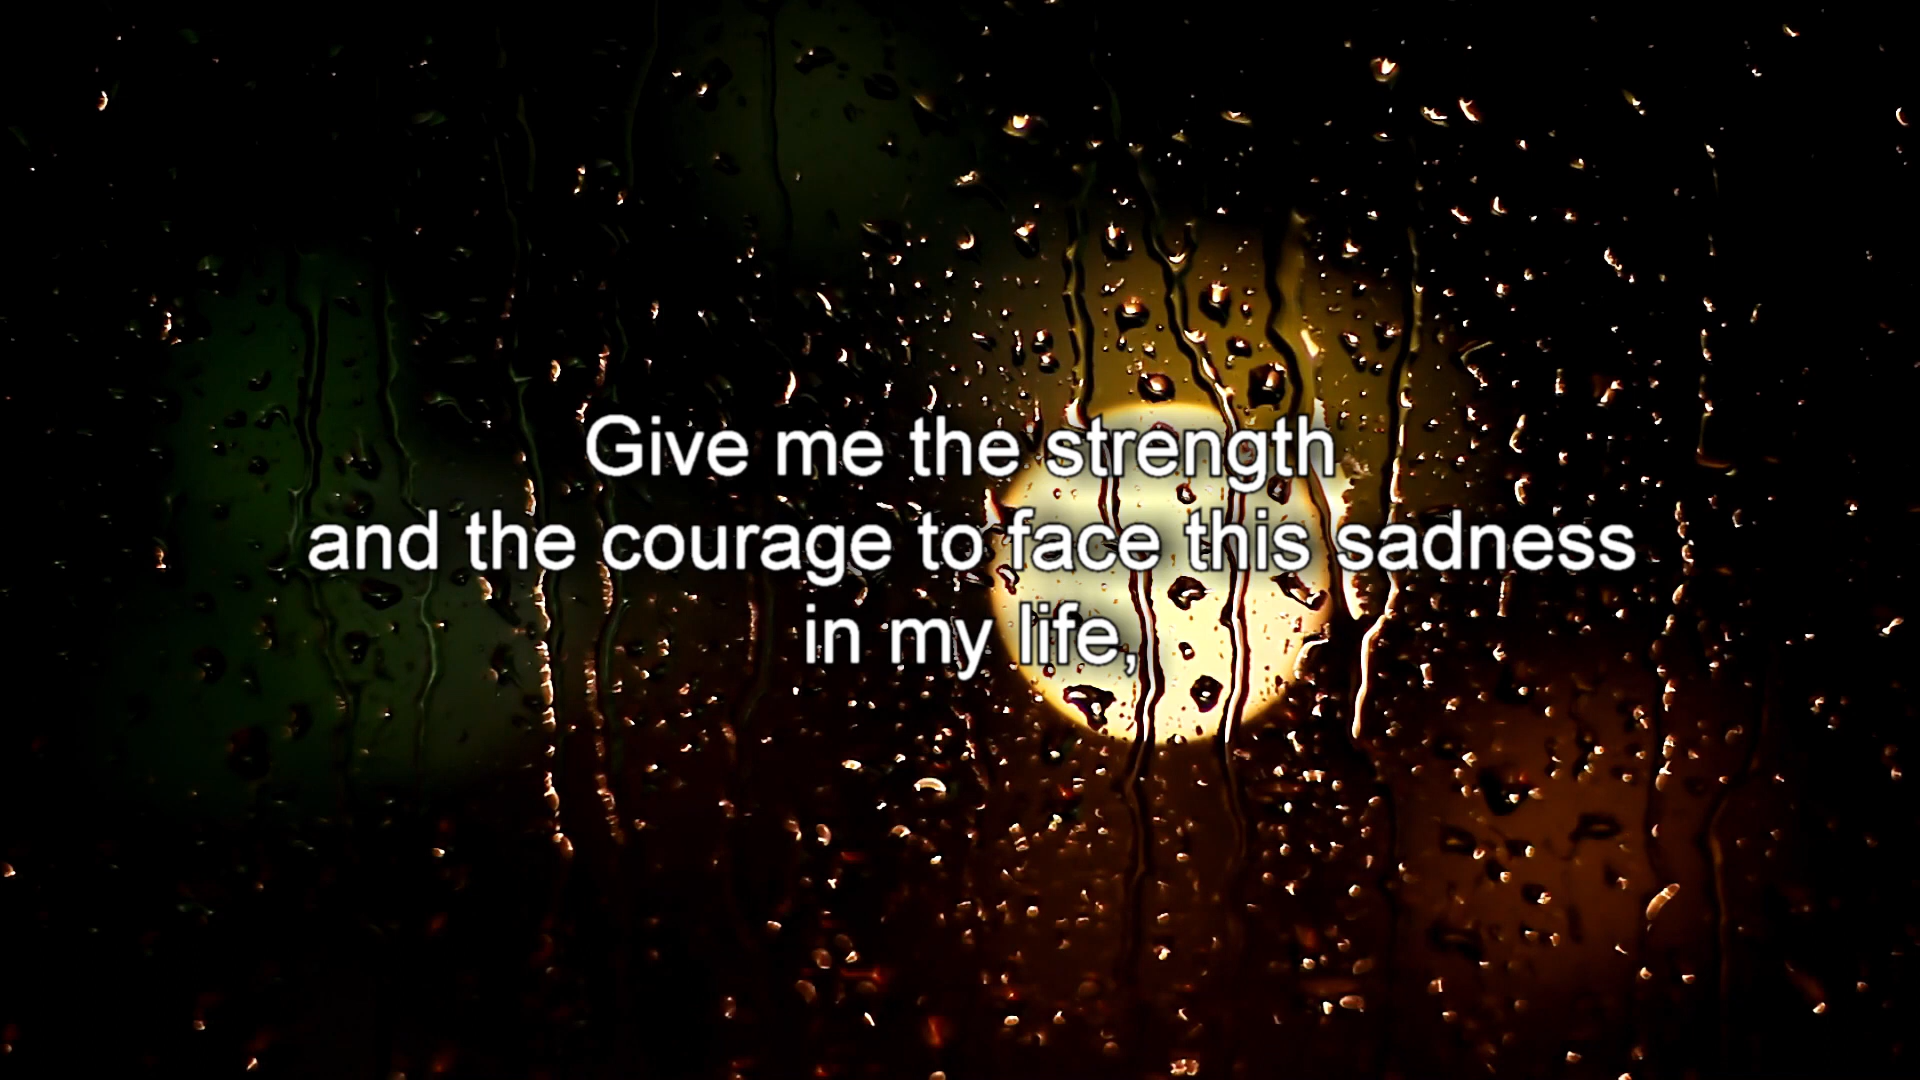 Give me the strength
and the courage to face this sadness
in my life,